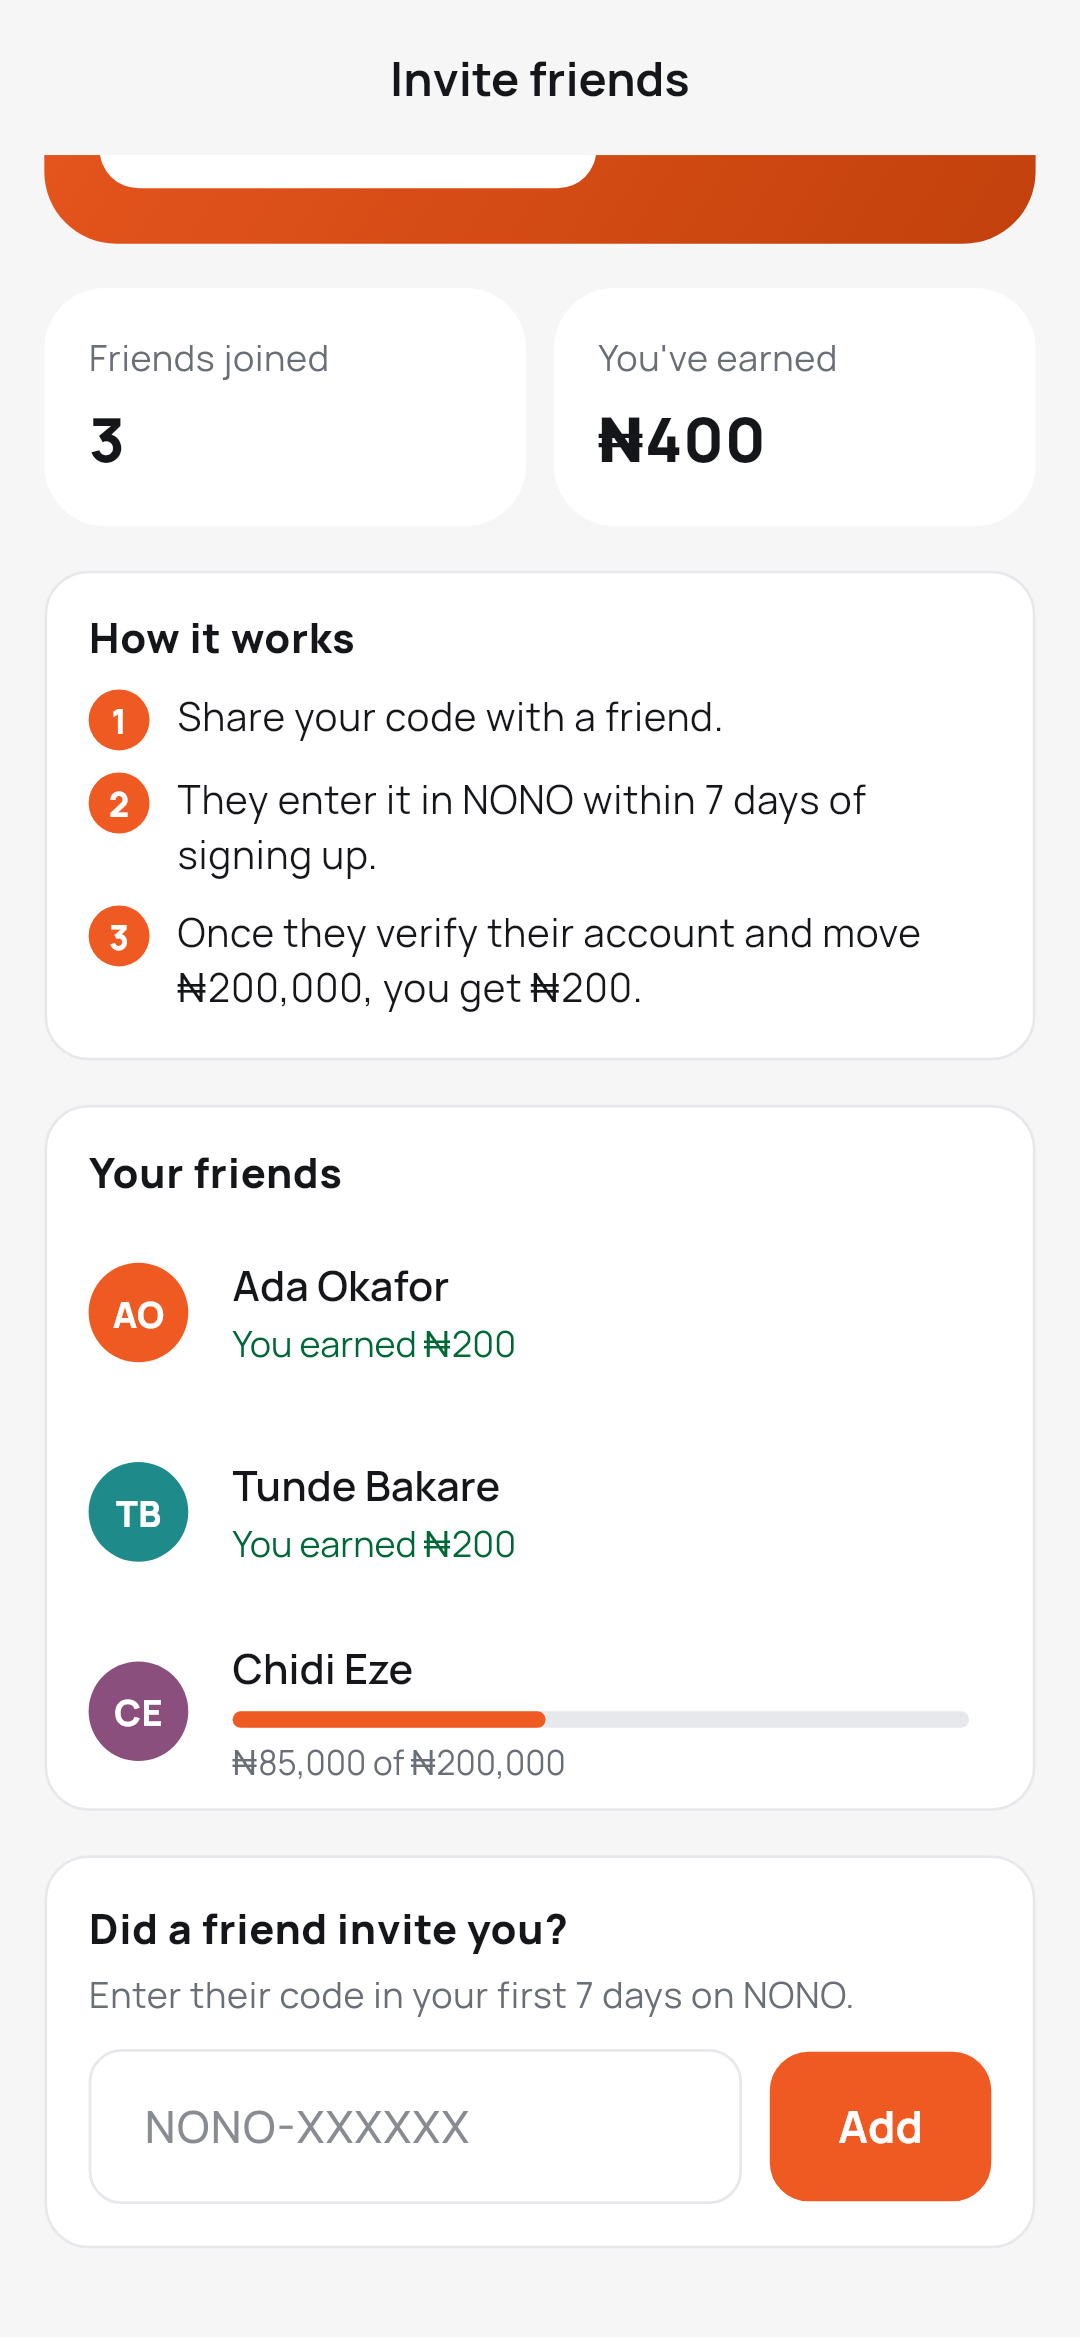 Invite friends
Friends joined
3
You've earned
₦400
How it works
1 Share your code with a friend.
2 They enter it in NONO within 7 days of
signing up.
3 Once they verify their account and move
₦200,000, you get ₦200.
Your friends
AO
Ada Okafor
You earned ₦200
TB
Tunde Bakare
You earned ₦200
CE
Chidi Eze
₦85,000 of ₦200,000
Did a friend invite you?
Enter their code in your first 7 days on NONO.
NONO-XXXXXX
Add